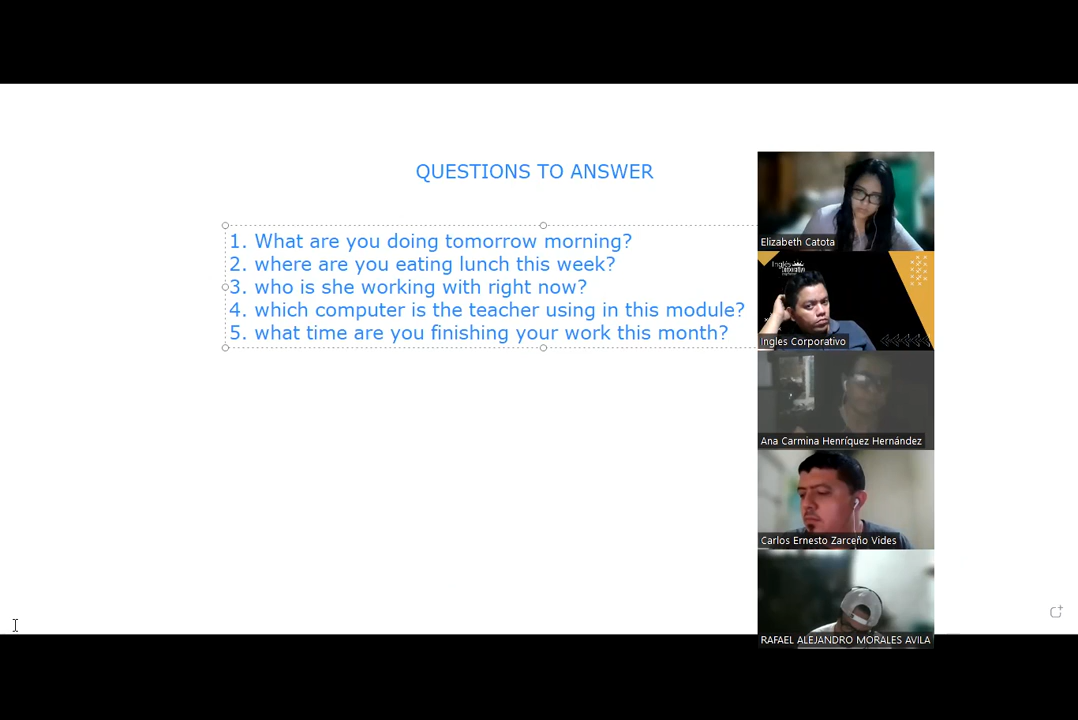 QUESTIONS TO ANSWER
1. What are you doing tomorrow morning?
2. where are you eating lunch this week?
3. who is she working with right now?
4. which computer is the teacher using in this module?
5. what time are you finishing your work this month?
Elizabeth Catota
Inglés
Corporativo
Ingles Corporativo
Ana Carmina Henríquez Hernández
Carlos Ernesto Zarceño Vides
RAFAEL ALEJANDRO MORALES AVILA